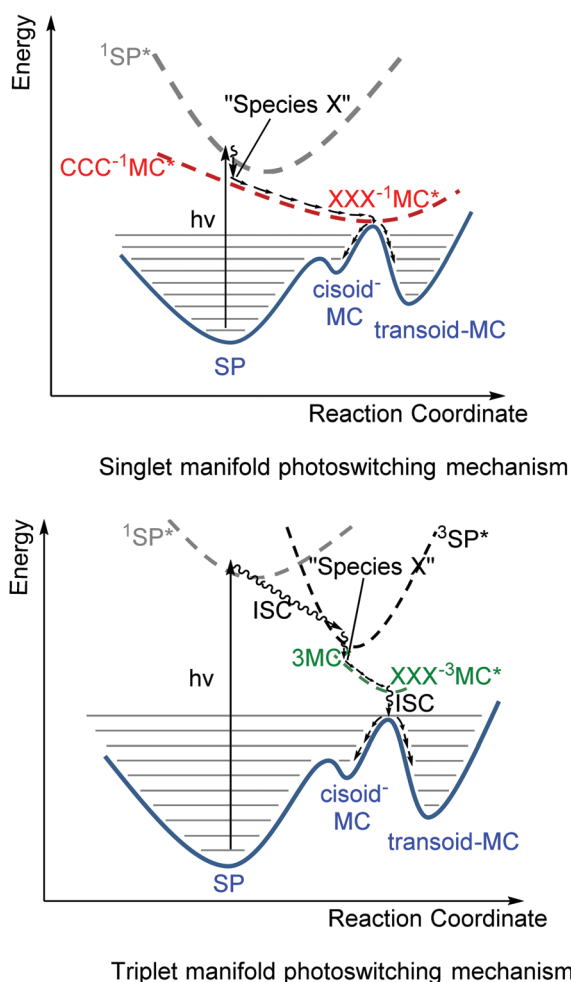 Energy
¹SP*
"Species X"
CCC-¹MC*
XXX-¹MC*
hν
cisoid-
MC
transoid-MC
SP
Reaction Coordinate
Singlet manifold photoswitching mechanism
Energy
¹SP*
³SP*
"Species X"
ISC
3MC
XXX-³MC*
hν
ISC
cisoid-
MC
transoid-MC
SP
Reaction Coordinate
Triplet manifold photoswitching mechanism